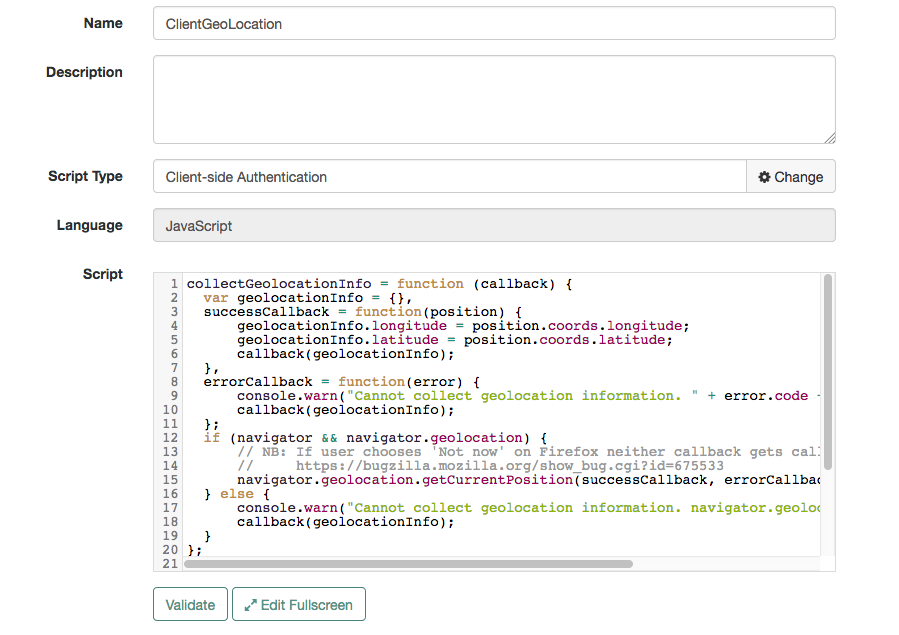 Name
ClientGeoLocation
Description
Script Type
Client-side Authentication
Change
Language
JavaScript
Script
1 collectGeolocationInfo = function (callback) {
2   var geolocationInfo = {},
3   successCallback = function(position) {
4       geolocationInfo.longitude = position.coords.longitude;
5       geolocationInfo.latitude = position.coords.latitude;
6       callback(geolocationInfo);
7   },
8   errorCallback = function(error) {
9       console.warn("Cannot collect geolocation information. " + error.code
10       callback(geolocationInfo);
11   };
12   if (navigator && navigator.geolocation) {
13       // NB: If user chooses 'Not now' on Firefox neither callback gets cal
14       //     https://bugzilla.mozilla.org/show_bug.cgi?id=675533
15       navigator.geolocation.getCurrentPosition(successCallback, errorCallbac
16   } else {
17       console.warn("Cannot collect geolocation information. navigator.geolo
18       callback(geolocationInfo);
19   }
20 };
21
Validate
Edit Fullscreen